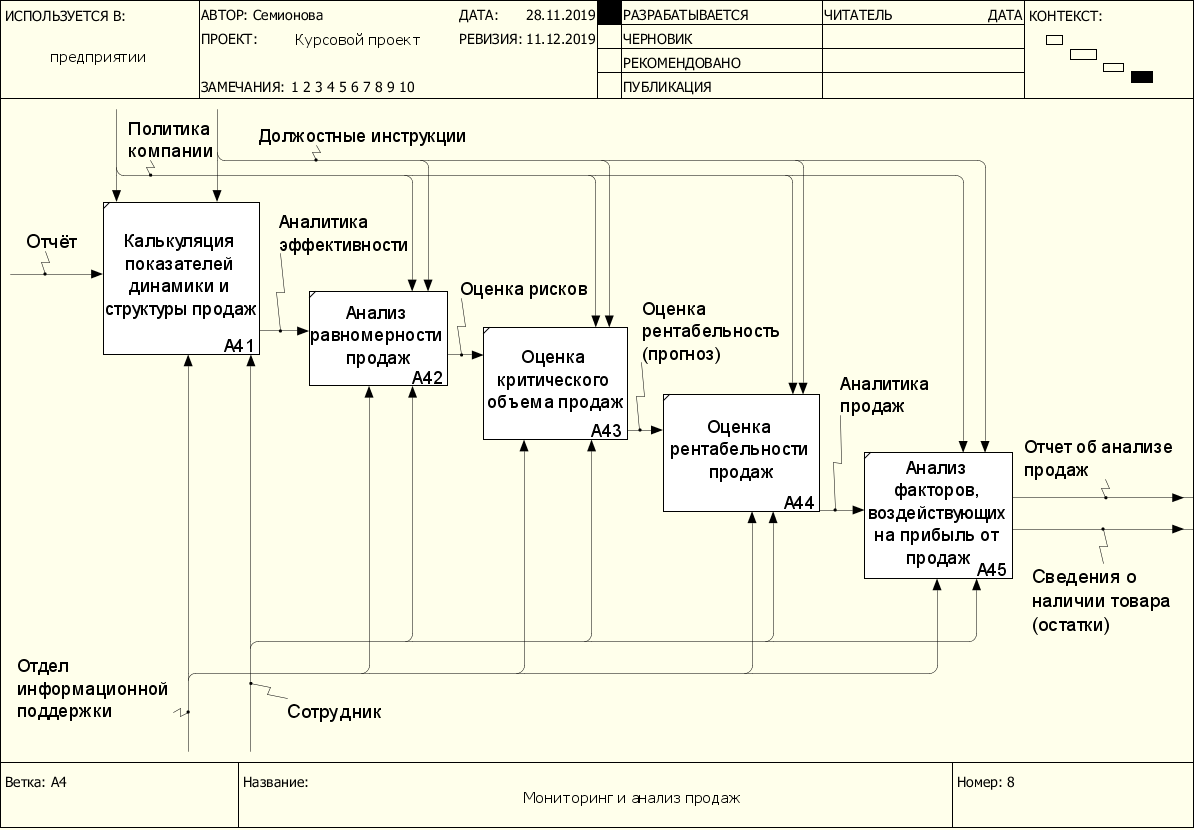 ИСПОЛЬЗУЕТСЯ В:
предприятии
АВТОР: Семионова
ДАТА: 28.11.2019
ПРОЕКТ: Курсовой проект
РЕВИЗИЯ: 11.12.2019
ЗАМЕЧАНИЯ: 1 2 3 4 5 6 7 8 9 10
РАЗРАБАТЫВАЕТСЯ
ЧЕРНОВИК
РЕКОМЕНДОВАНО
ПУБЛИКАЦИЯ
ЧИТАТЕЛЬ
ДАТА
КОНТЕКСТ:
Политика
компании
Должостные инструкции
Отчёт
Калькуляция
показателей
динамики и
структуры продаж
A41
Аналитика
эффективности
Анализ
равномерности
продаж
A42
Оценка рисков
Оценка
критического
объема продаж
A43
Оценка
рентабельность
(прогноз)
Оценка
рентабельности
продаж
A44
Аналитика
продаж
Анализ
факторов,
воздействующих
на прибыль от
продаж
A45
Отчет об анализе
продаж
Сведения о
наличии товара
(остатки)
Отдел
информационной
поддержки
Сотрудник
Ветка: A4
Название:
Мониторинг и анализ продаж
Номер: 8